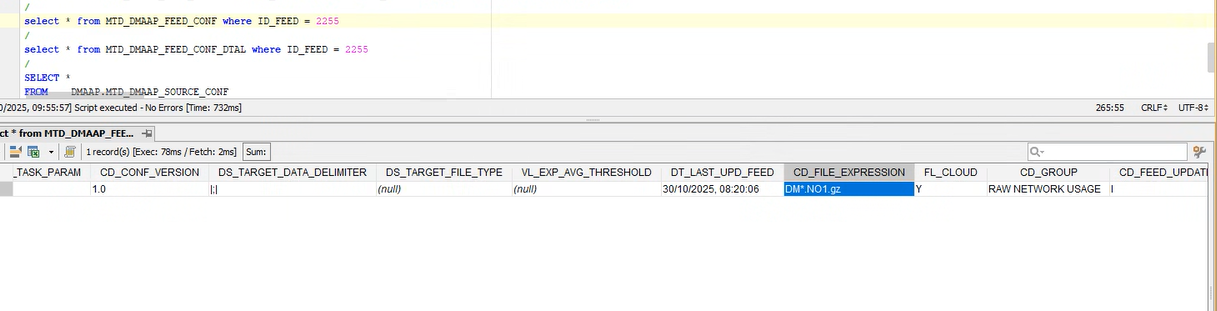 /
select * from MTD_DMAAP_FEED_CONF where ID_FEED = 2255
/
select * from MTD_DMAAP_FEED_CONF_DTAL where ID_FEED = 2255
/
SELECT *
FROM DMAAP.MTD_DMAAP_SOURCE_CONF
0/2025, 09:55:57] Script executed - No Errors [Time: 732ms] 265:55 CRLF UTF-8
ct * from MTD_DMAAP_FEE...
1 record(s) [Exec: 78ms / Fetch: 2ms] Sum:
_TASK_PARAM CD_CONF_VERSION DS_TARGET_DATA_DELIMITER DS_TARGET_FILE_TYPE VL_EXP_AVG_THRESHOLD DT_LAST_UPD_FEED CD_FILE_EXPRESSION FL_CLOUD CD_GROUP CD_FEED_UPDATI
1.0 |;| (null) (null) 30/10/2025, 08:20:06 DM*.NO1.gz Y RAW NETWORK USAGE I